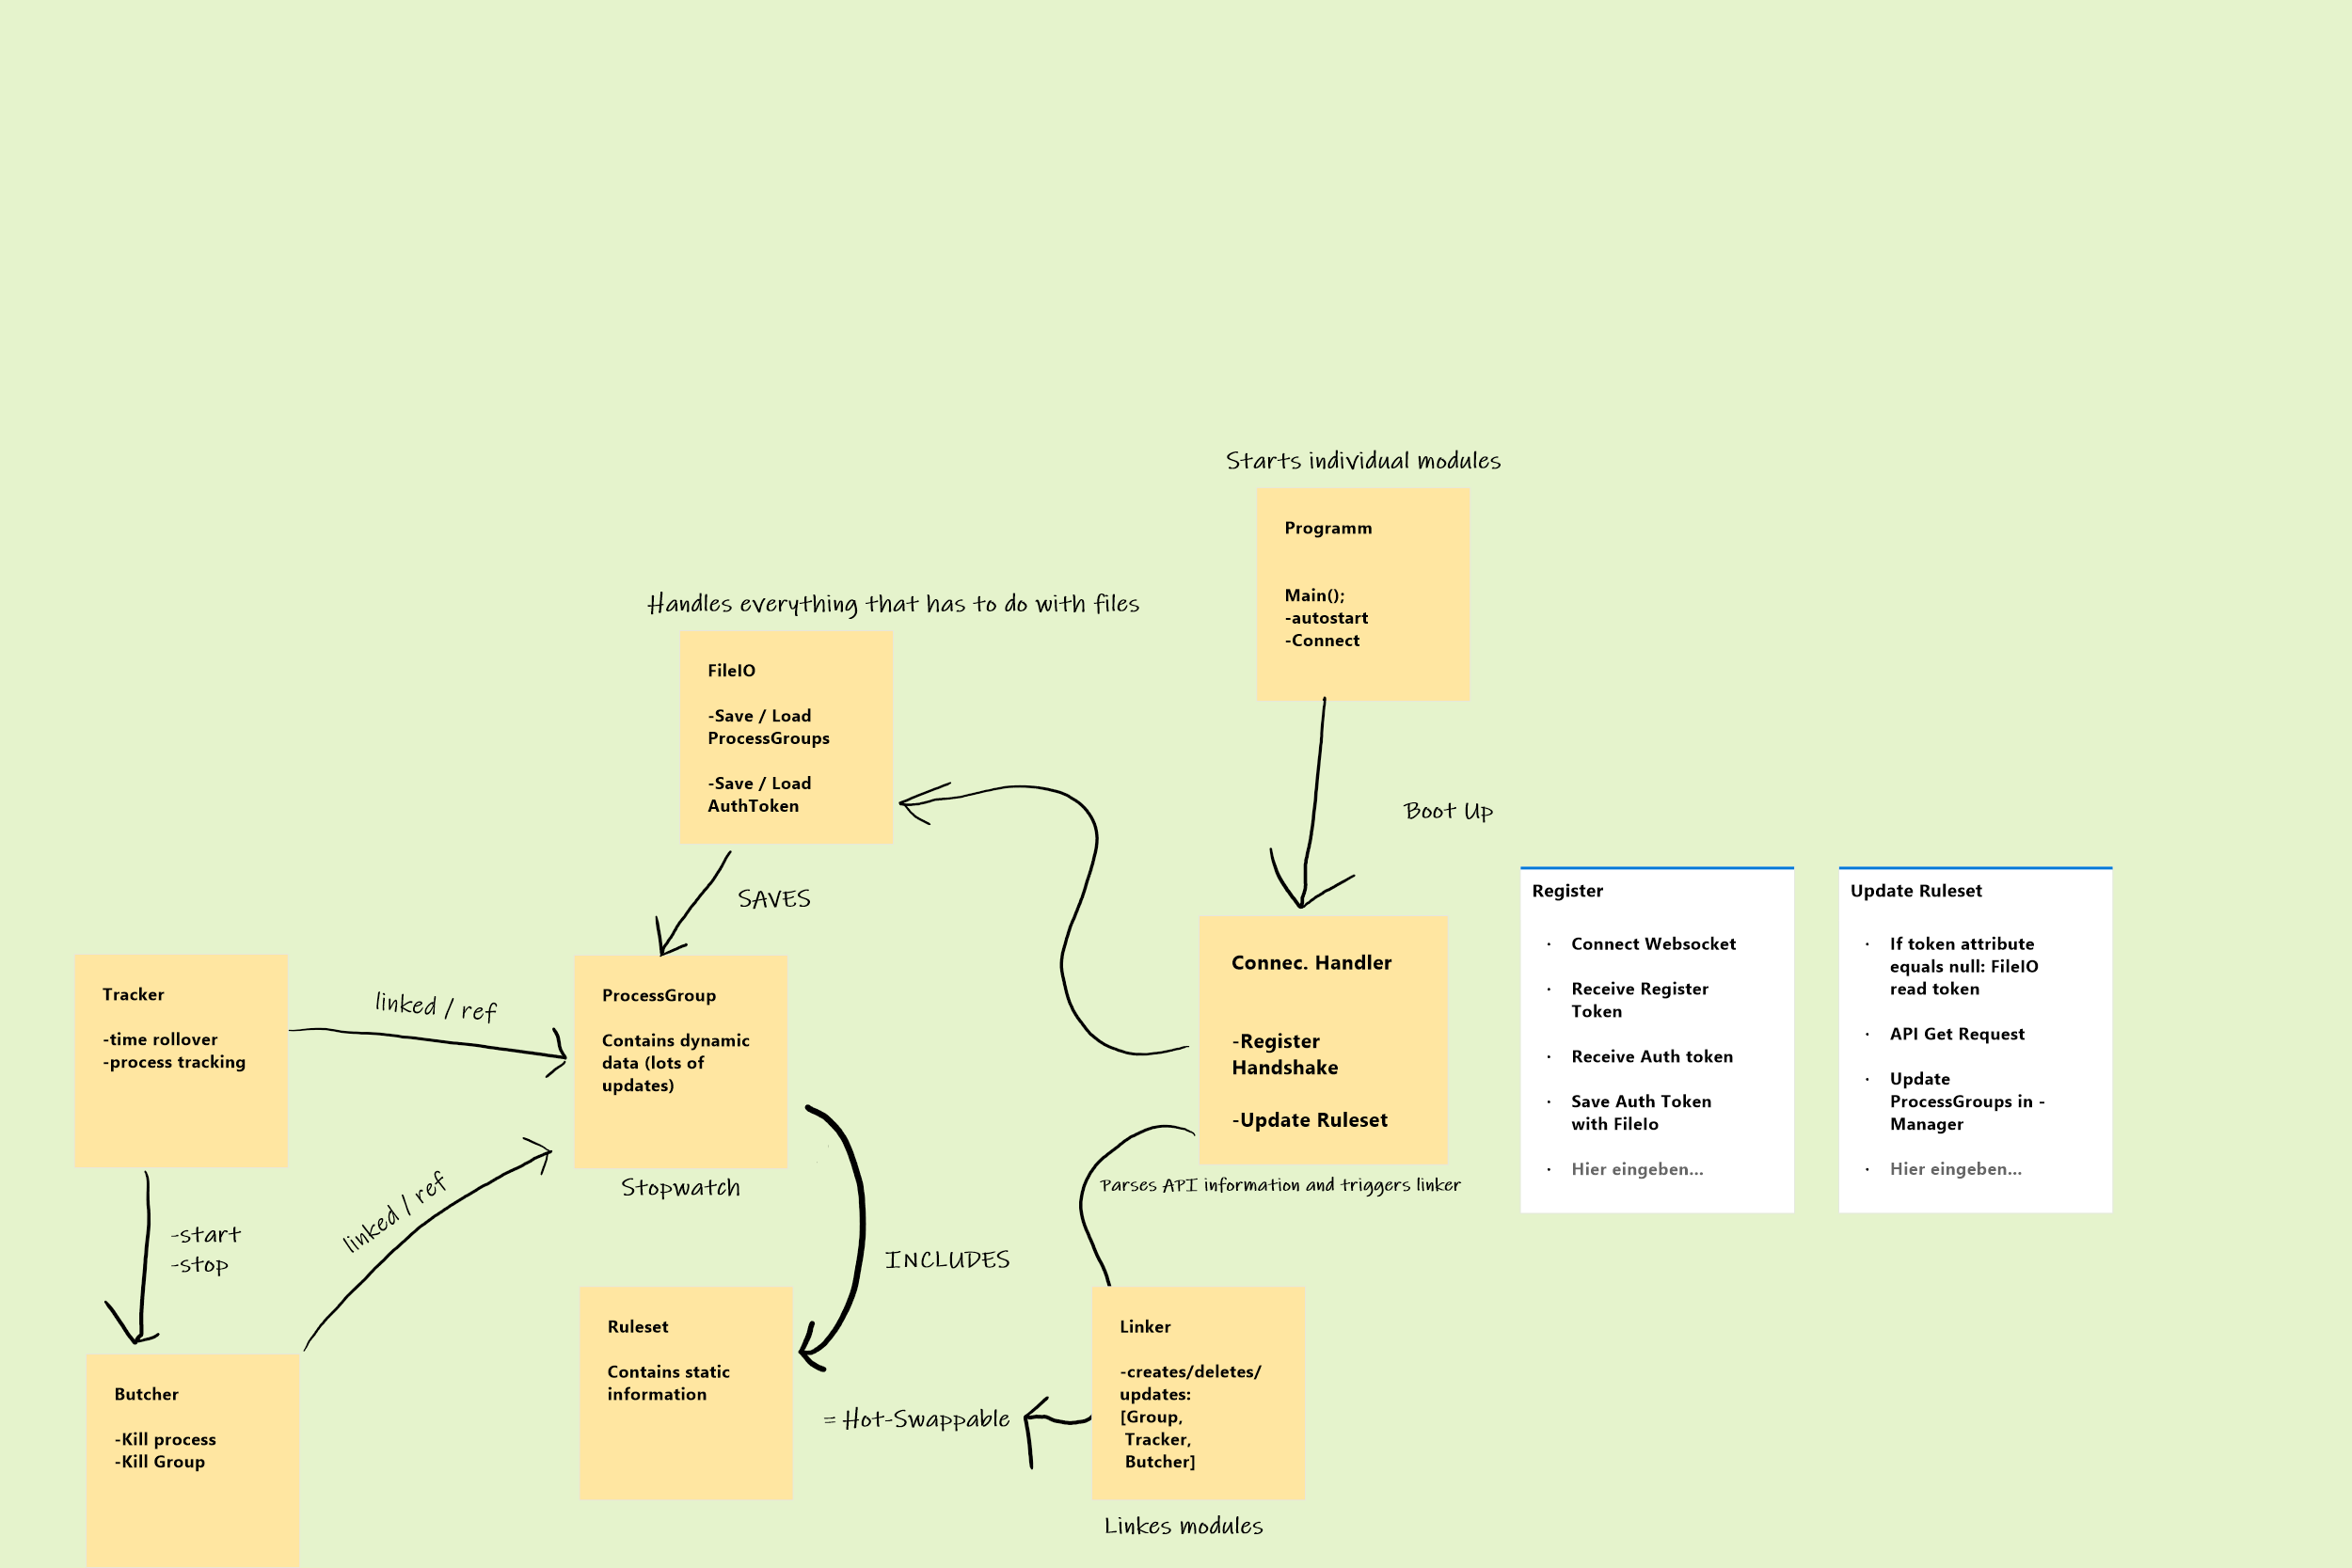 Starts individual modules
Programm
Main();
-autostart
-Connect
Handles everything that has to do with files
FileIO
-Save / Load
ProcessGroups
-Save / Load
AuthToken
Boot Up
SAVES
Tracker
-time rollover
-process tracking
linked / ref
ProcessGroup
Contains dynamic
data (lots of
updates)
Stopwatch
Connec. Handler
-Register
Handshake
-Update Ruleset
Parses API information and triggers linker
Register
· Connect Websocket
· Receive Register
Token
· Receive Auth token
· Save Auth Token
with FileIo
· Hier eingeben...
Update Ruleset
· If token attribute
equals null: FileIO
read token
· API Get Request
· Update
ProcessGroups in -
Manager
· Hier eingeben...
-start
-stop
linked / ref
INCLUDES
Butcher
-Kill process
-Kill Group
Ruleset
Contains static
information
= Hot-Swappable
Linker
-creates/deletes/
updates:
[Group,
Tracker,
Butcher]
Linkes modules